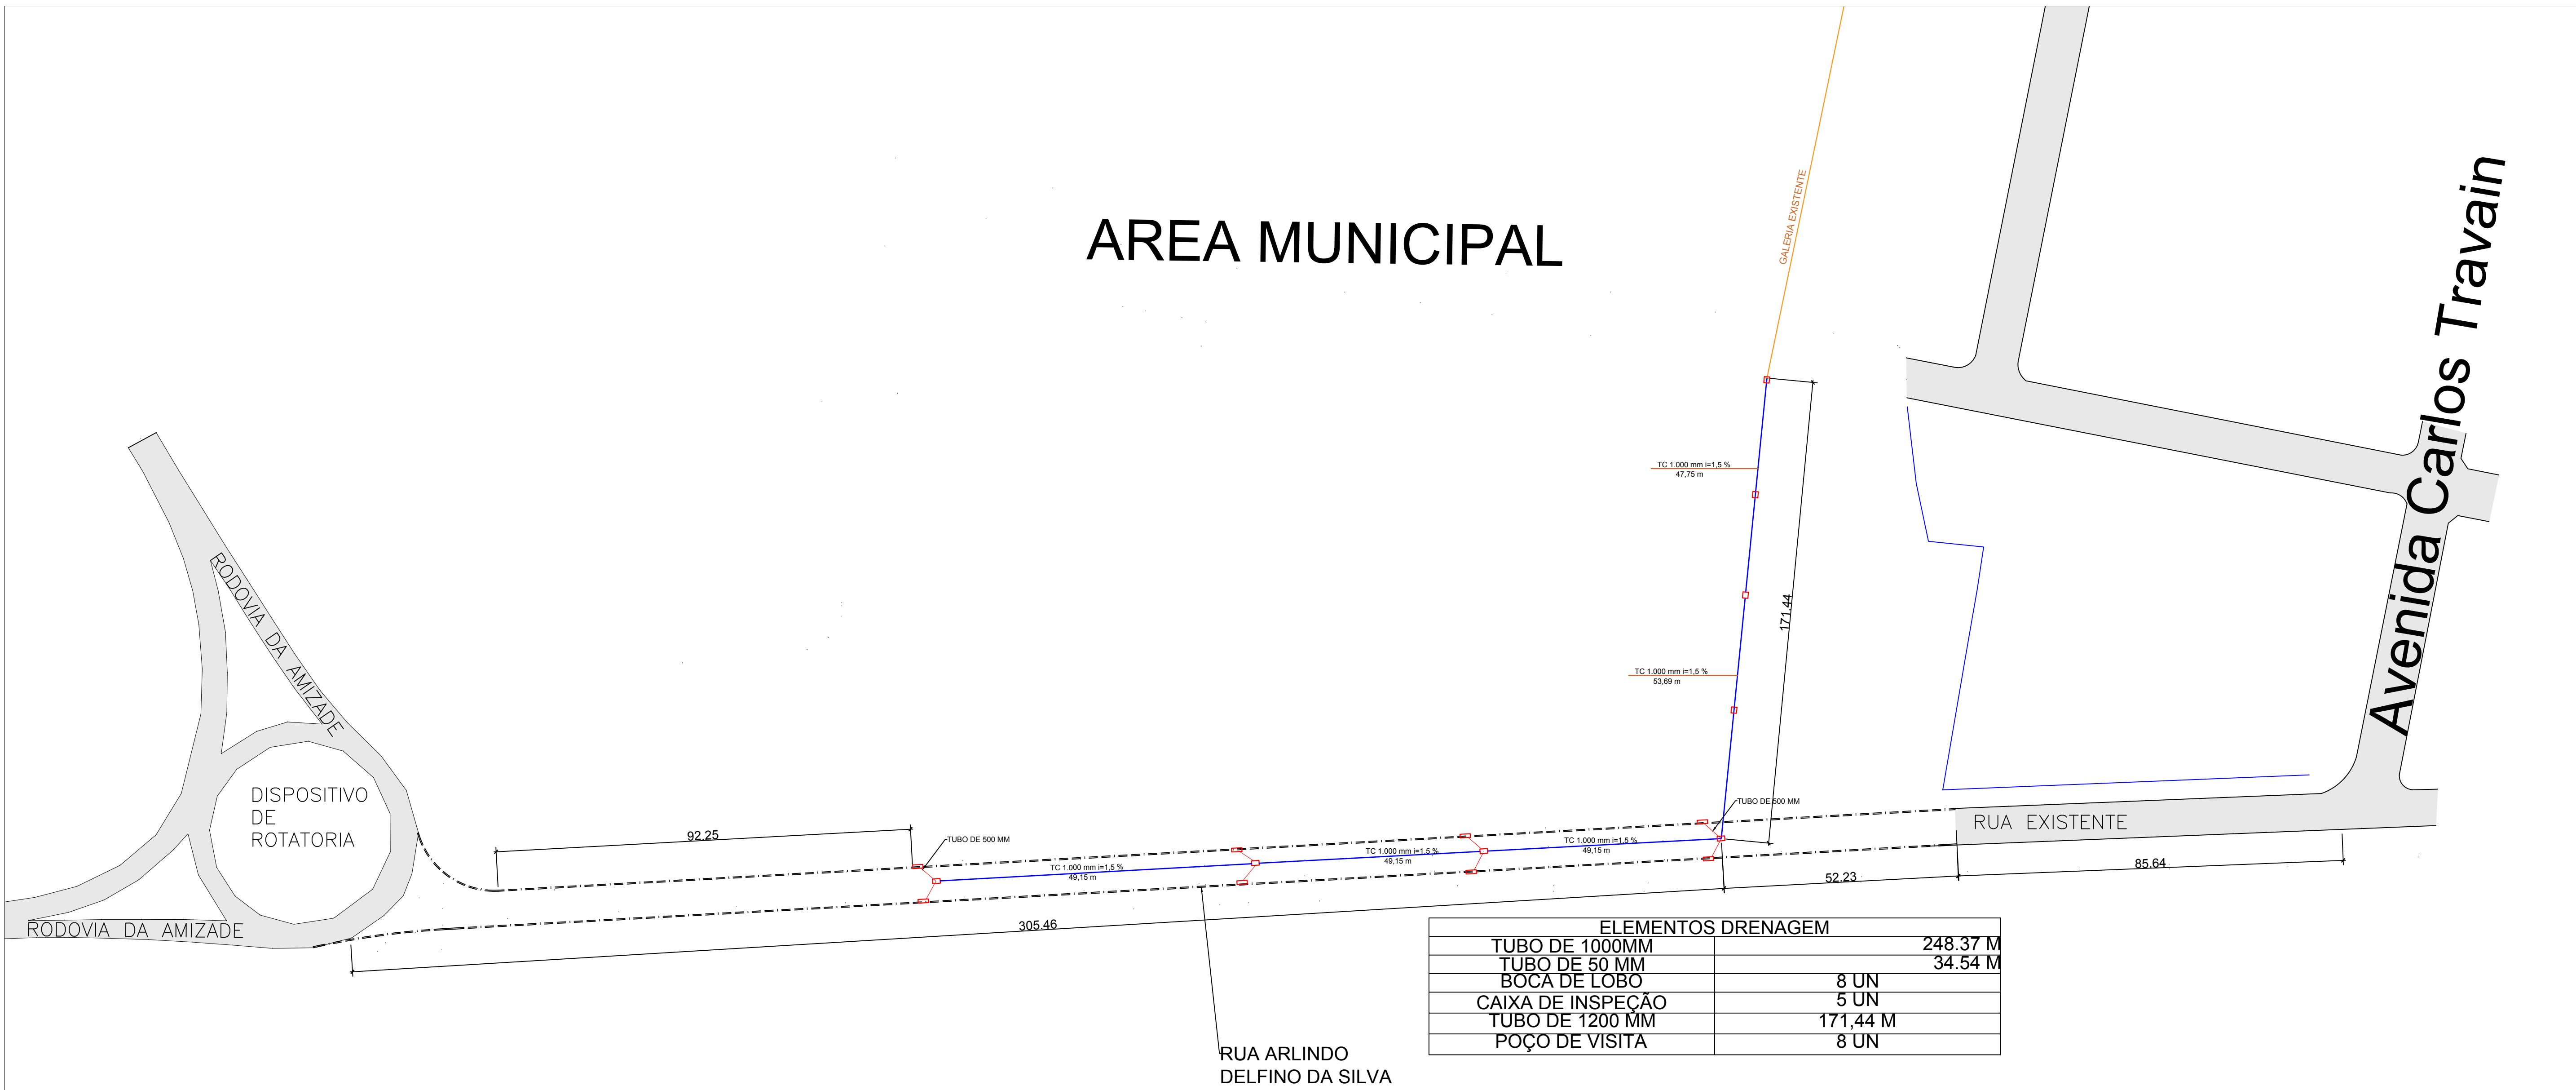 AREA MUNICIPAL
GALERIA EXISTENTE
Avenida Carlos Travain
TC 1.000 mm i=1,5 %
47,75 m
171.44
TC 1.000 mm i=1,5 %
53,69 m
RODOVIA DA AMIZADE
DISPOSITIVO
DE
ROTATORIA
RODOVIA DA AMIZADE
92.25
TUBO DE 500 MM
TC 1.000 mm i=1,5 %
49,15 m
TC 1.000 mm i=1,5 %
49,15 m
TC 1.000 mm i=1,5 %
49,15 m
TUBO DE 500 MM
RUA EXISTENTE
305.46
52.23
85.64
RUA ARLINDO
DELFINO DA SILVA
ELEMENTOS DRENAGEM
TUBO DE 1000MM 248.37 M
TUBO DE 50 MM 34.54 M
BOCA DE LOBO 8 UN
CAIXA DE INSPEÇÃO 5 UN
TUBO DE 1200 MM 171,44 M
POÇO DE VISITA 8 UN